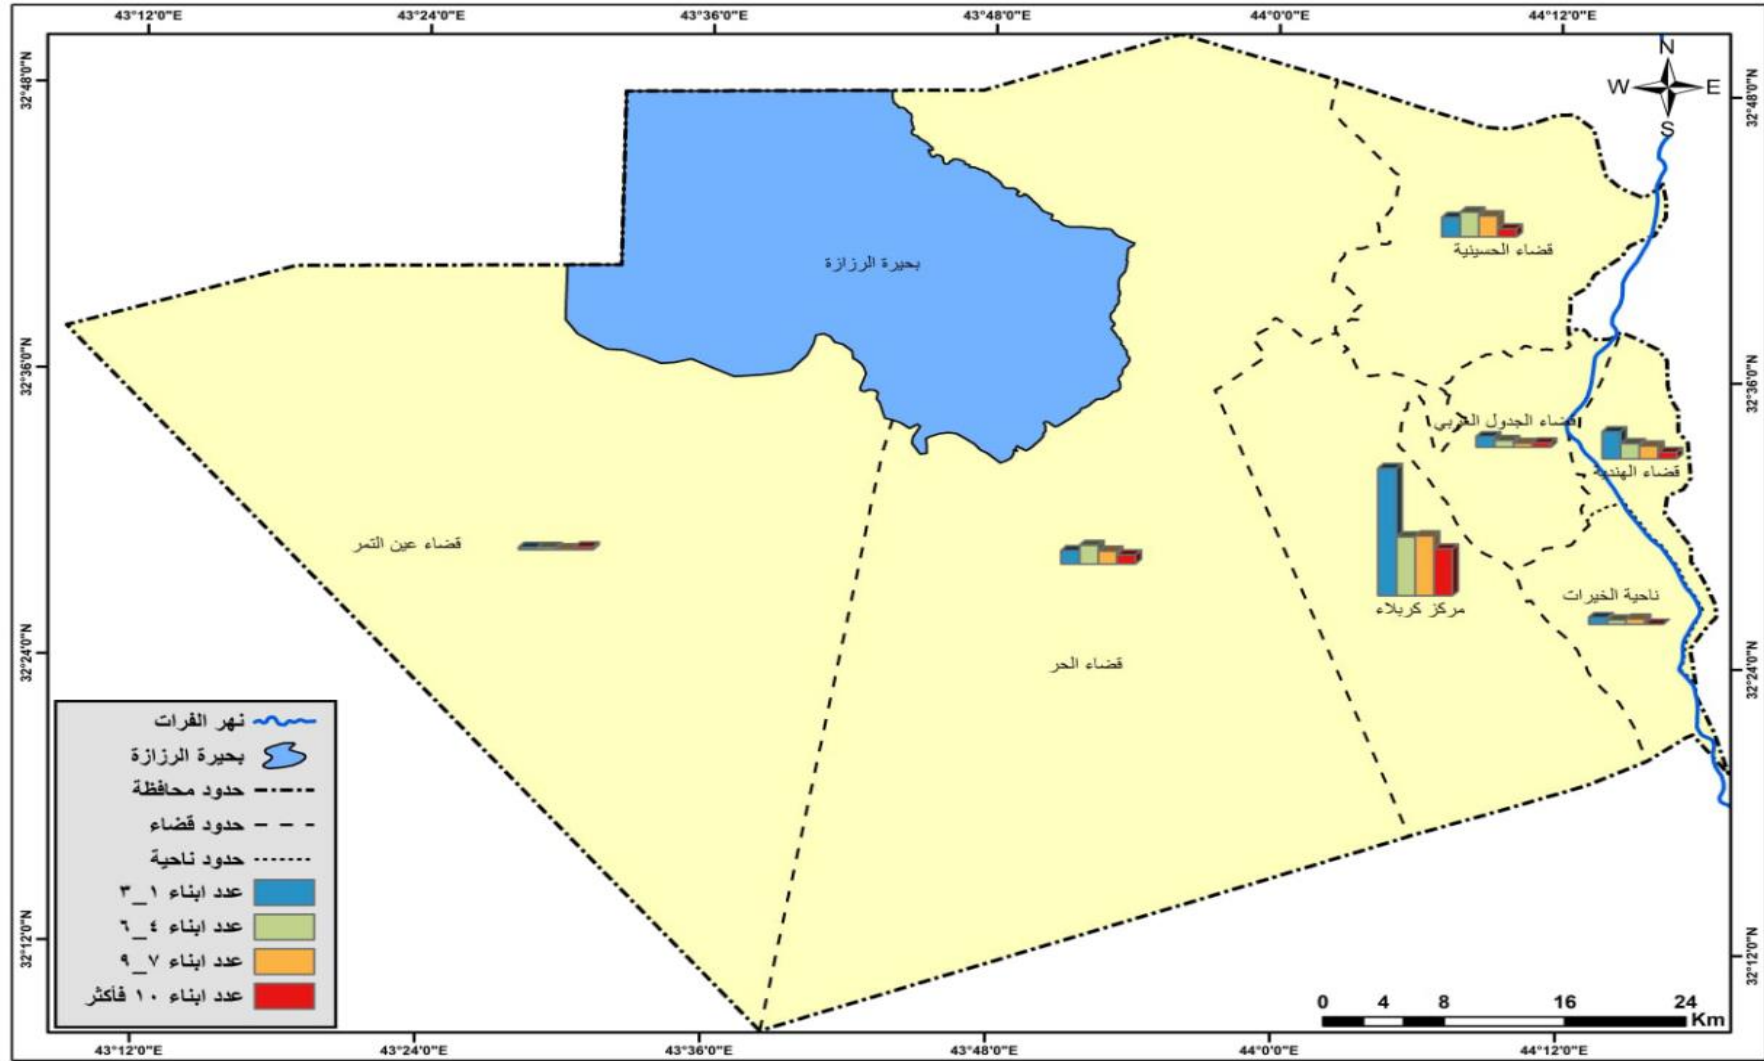 43°12'0"E 43°24'0"E 43°36'0"E 43°48'0"E 44°0'0"E 44°12'0"E
N
32°48'0"N W E 32°48'0"N
S
قضاء الحسينية
بحيرة الرزازة
32°36'0"N 32°36'0"N
قضاء الجدول الغربي
قضاء الهندية
قضاء عين التمر
ناحية الخيرات
مركز كربلاء
قضاء الحر
32°24'0"N 32°24'0"N
نهر الفرات
بحيرة الرزازة
حدود محافظة
حدود قضاء
حدود ناحية
عدد ابناء ١_٣
عدد ابناء ٤_٦
عدد ابناء ٧_٩
عدد ابناء ١٠ فأكثر
32°12'0"N 32°12'0"N
0 4 8 16 24
Km
43°12'0"E 43°24'0"E 43°36'0"E 43°48'0"E 44°0'0"E 44°12'0"E